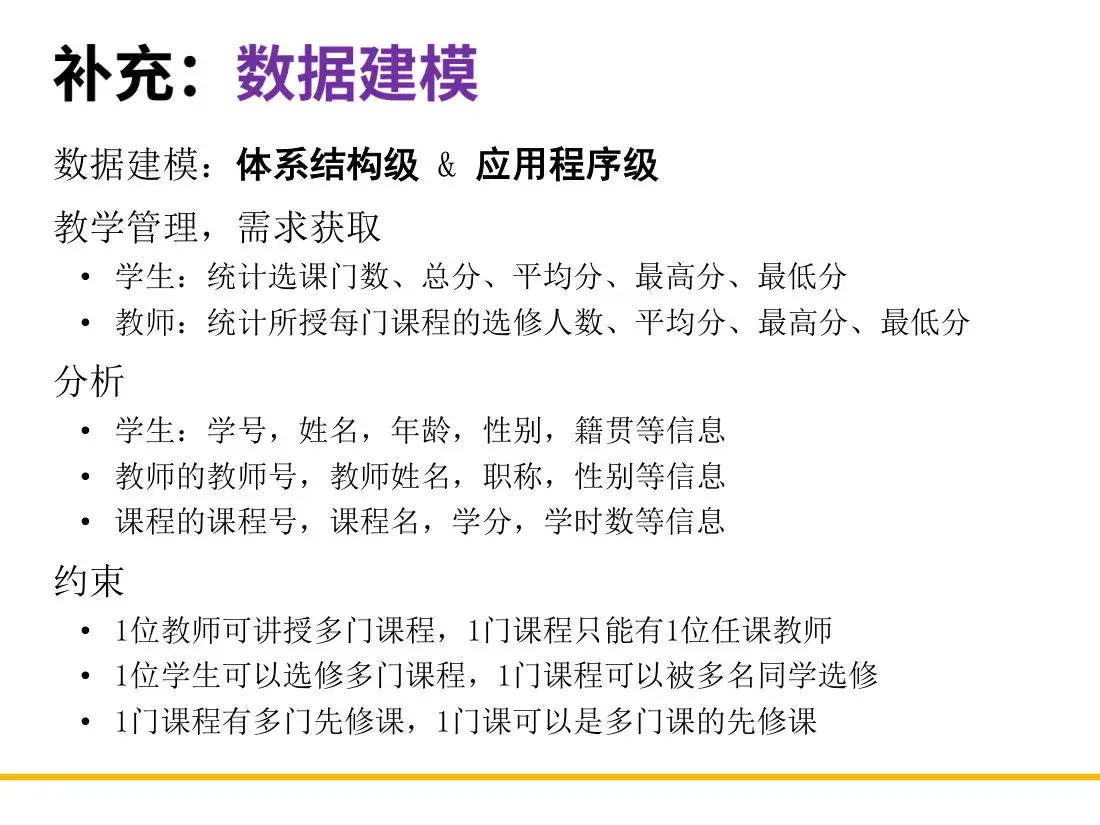 补充：数据建模
数据建模：体系结构级 & 应用程序级
教学管理，需求获取
• 学生：统计选课门数、总分、平均分、最高分、最低分
• 教师：统计所授每门课程的选修人数、平均分、最高分、最低分
分析
• 学生：学号，姓名，年龄，性别，籍贯等信息
• 教师的教师号，教师姓名，职称，性别等信息
• 课程的课程号，课程名，学分，学时数等信息
约束
• 1位教师可讲授多门课程，1门课程只能有1位任课教师
• 1位学生可以选修多门课程，1门课程可以被多名同学选修
• 1门课程有多门先修课，1门课可以是多门课的先修课